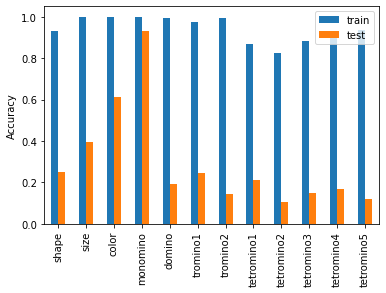 train
test
Accuracy
1.0
0.8
0.6
0.4
0.2
0.0
shape
size
color
monomino
domino
tromino1
tromino2
tetromino1
tetromino2
tetromino3
tetromino4
tetromino5